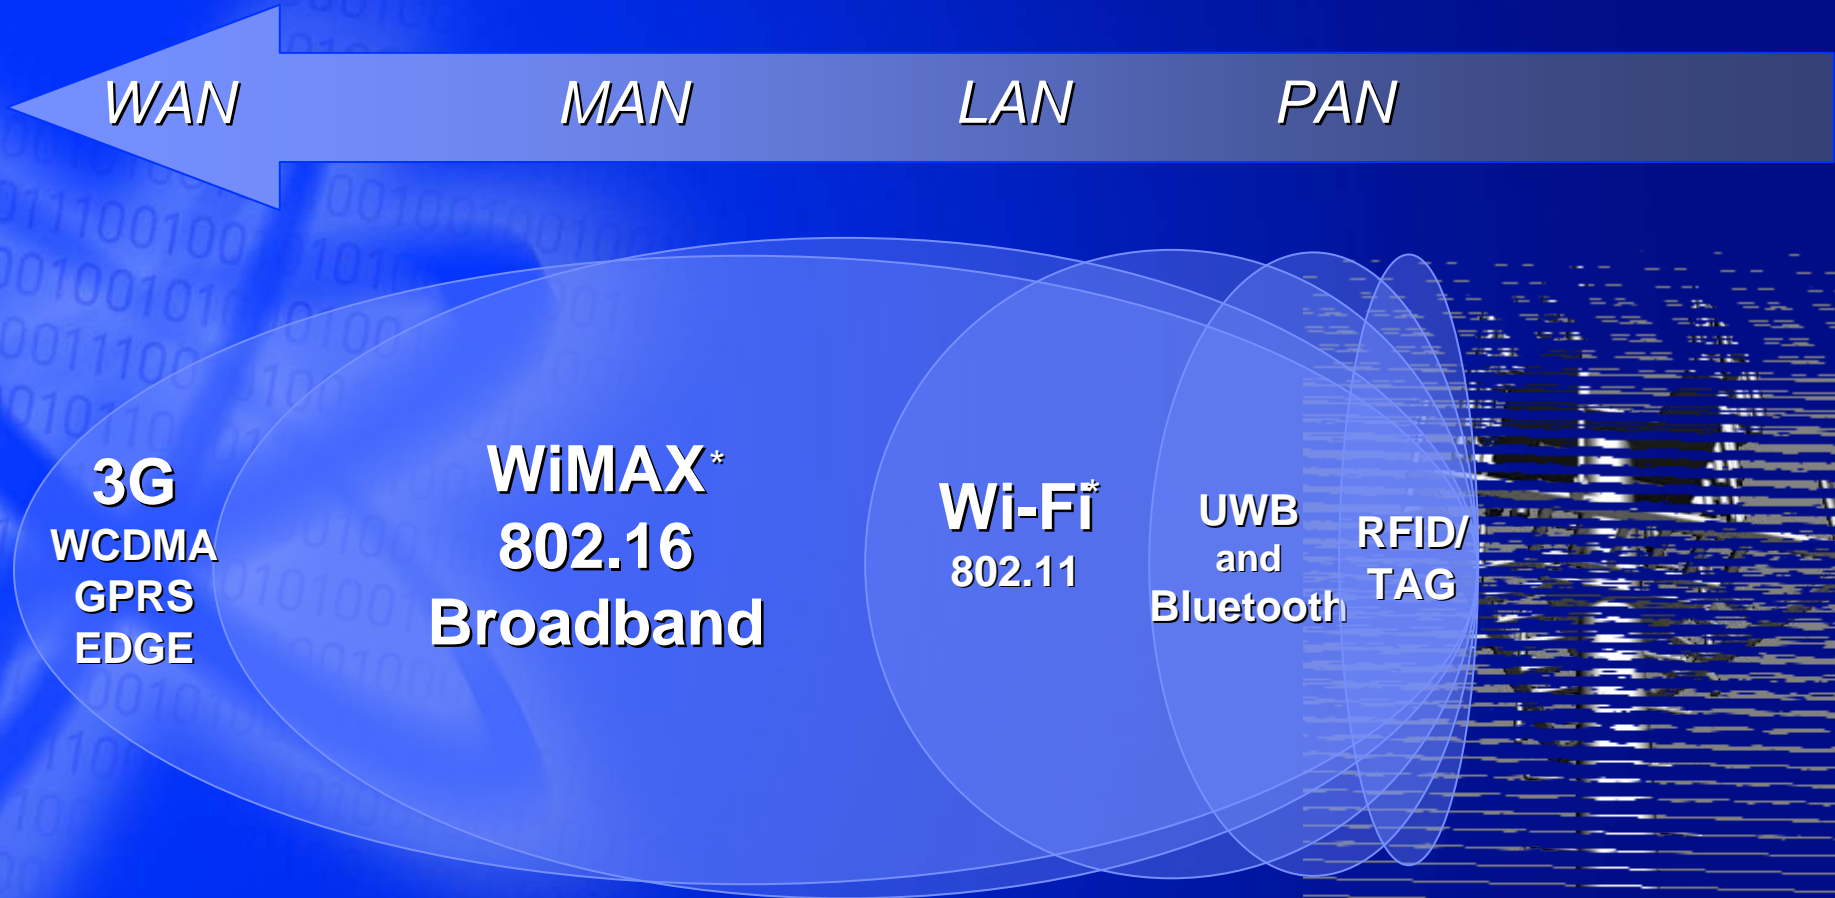 WAN MAN LAN PAN
3G
WCDMA
GPRS
EDGE
WiMAX*
802.16
Broadband
Wi-Fi*
802.11
UWB
and
Bluetooth
RFID/
TAG